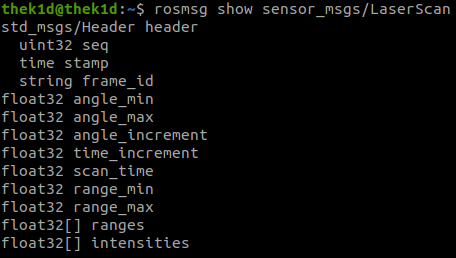 thek1d@thek1d:~$ rosmsg show sensor_msgs/LaserScan
std_msgs/Header header
  uint32 seq
  time stamp
  string frame_id
float32 angle_min
float32 angle_max
float32 angle_increment
float32 time_increment
float32 scan_time
float32 range_min
float32 range_max
float32[] ranges
float32[] intensities